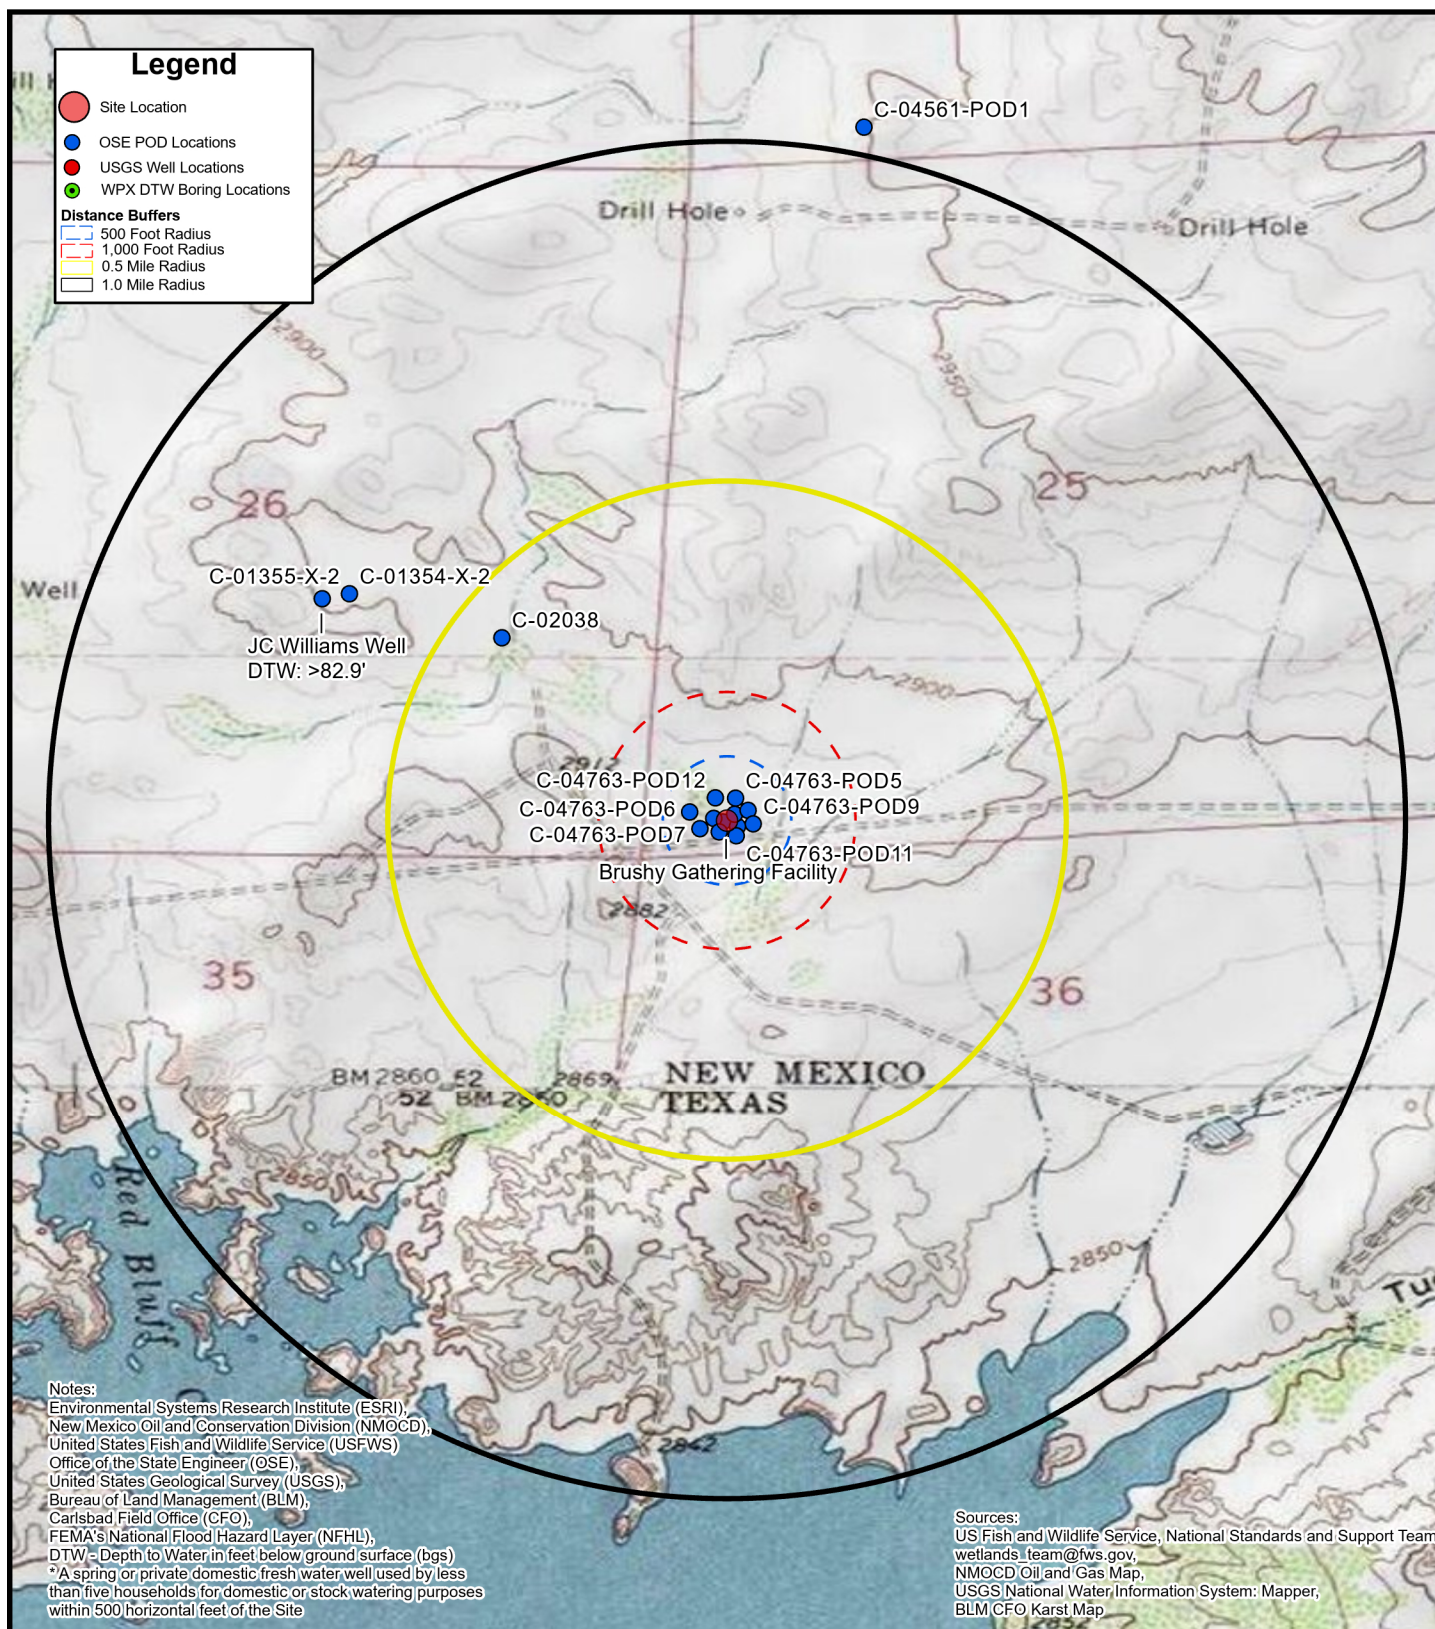 Legend
Site Location
OSE POD Locations
USGS Well Locations
WPX DTW Boring Locations
Distance Buffers
500 Foot Radius
1,000 Foot Radius
0.5 Mile Radius
1.0 Mile Radius
C-04561-POD1
Drill Hole
Drill Hole
2900
2950
26
25
Well
C-01355-X-2
C-01354-X-2
C-02038
JC Williams Well
DTW: >82.9'
2900
2912
C-04763-POD12
C-04763-POD5
C-04763-POD6
C-04763-POD9
C-04763-POD7
C-04763-POD11
Brushy Gathering Facility
2882
35
36
BM 2860 52
2869
NEW MEXICO
52 BM 2860
TEXAS
2850
Red Bluff
2850
2842
Notes:
Environmental Systems Research Institute (ESRI),
New Mexico Oil and Conservation Division (NMOCD),
United States Fish and Wildlife Service (USFWS)
Office of the State Engineer (OSE),
United States Geological Survey (USGS),
Bureau of Land Management (BLM),
Carlsbad Field Office (CFO),
FEMA's National Flood Hazard Layer (NFHL),
DTW - Depth to Water in feet below ground surface (bgs)
* A spring or private domestic fresh water well used by less
than five households for domestic or stock watering purposes
within 500 horizontal feet of the Site
Sources:
US Fish and Wildlife Service, National Standards and Support Team
wetlands_team@fws.gov,
NMOCD Oil and Gas Map,
USGS National Water Information System: Mapper,
BLM CFO Karst Map